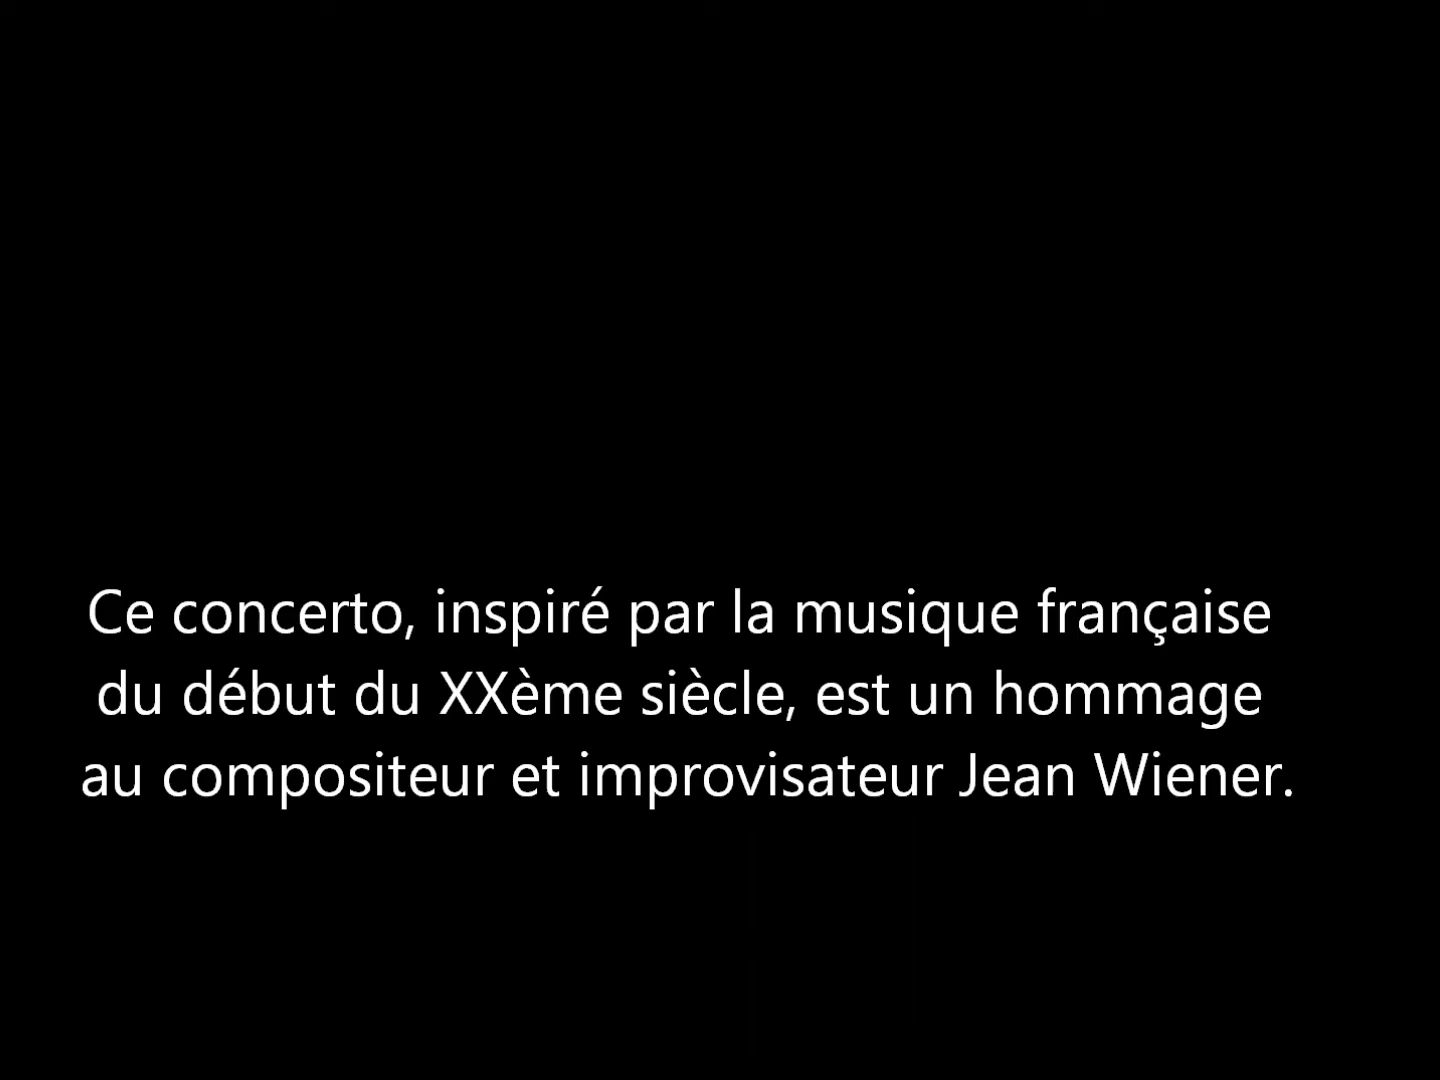 Ce concerto, inspiré par la musique française
du début du XXème siècle, est un hommage
au compositeur et improvisateur Jean Wiener.